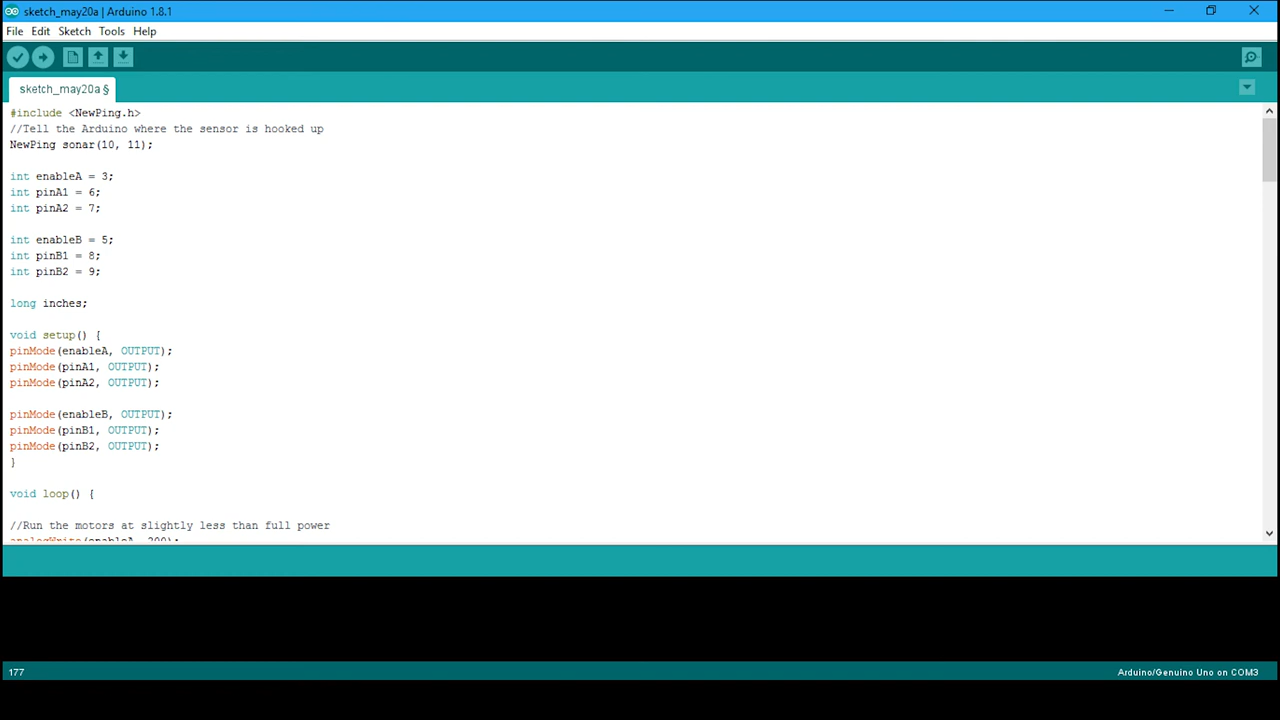 sketch_may20a | Arduino 1.8.1
File Edit Sketch Tools Help
sketch_may20a §
#include <NewPing.h>
//Tell the Arduino where the sensor is hooked up
NewPing sonar(10, 11);
int enableA = 3;
int pinA1 = 6;
int pinA2 = 7;
int enableB = 5;
int pinB1 = 8;
int pinB2 = 9;
long inches;
void setup() {
pinMode(enableA, OUTPUT);
pinMode(pinA1, OUTPUT);
pinMode(pinA2, OUTPUT);
pinMode(enableB, OUTPUT);
pinMode(pinB1, OUTPUT);
pinMode(pinB2, OUTPUT);
}
void loop() {
//Run the motors at slightly less than full power
analogWrite(enableA, 200);
177
Arduino/Genuino Uno on COM3